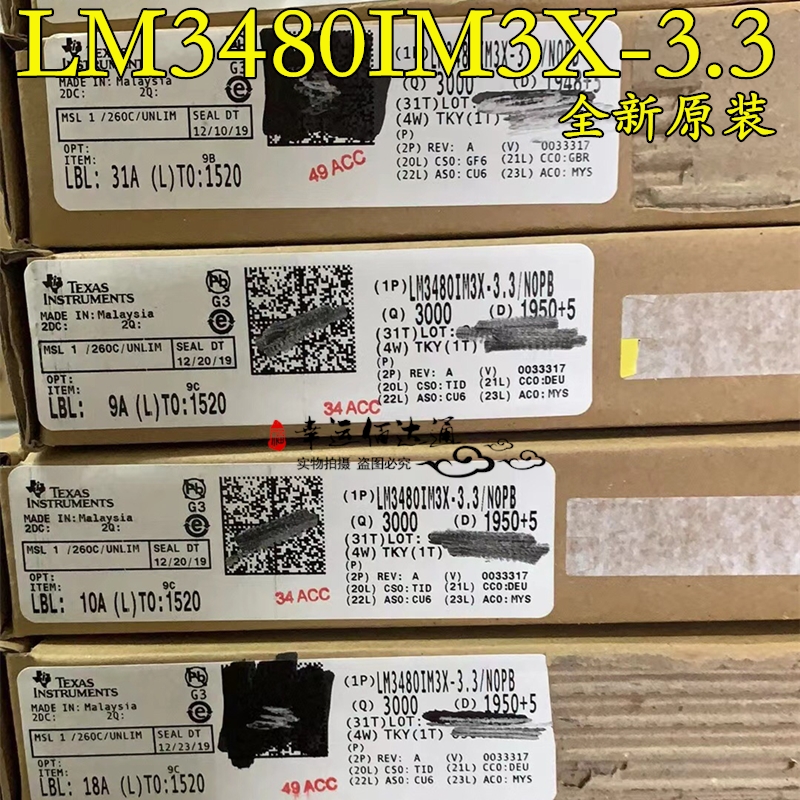 LM3480IM3X-3.3
全新原装
TEXAS
INSTRUMENTS
MADE IN: Malaysia
2DC: 2Q:
G3
MSL 1 /260C/UNLIM
SEAL DT
12/10/19
OPT:
ITEM:
9B
LBL: 31A (L)TO:1520
49 ACC
(Q) 3000 (D) 1948+5
(31T)LOT:
(4W) TKY(1T)
(P)
(2P) REV: A (V) 0033317
(20L) CSO:GF6 (21L) CCO:GBR
(22L) ASO:CU6 (23L) ACO:MYS
TEXAS
INSTRUMENTS
MADE IN: Malaysia
2DC: 2Q:
Pb
G3
e
MSL 1 /260C/UNLIM
SEAL DT
12/20/19
OPT:
ITEM:
9C
LBL: 9A (L)TO:1520
34 ACC
(1P)LM3480IM3X-3.3/NOPB
(Q) 3000 (D) 1950+5
(31T)LOT:
(4W) TKY(1T)
(P)
(2P) REV: A (V) 0033317
(20L) CSO:TID (21L) CCO:DEU
(22L) ASO:CU6 (23L) ACO:MYS
幸运佰达通
实物拍摄 盗图必究
TEXAS
INSTRUMENTS
MADE IN: Malaysia
2DC: 2Q:
Pb
G3
e
MSL 1 /260C/UNLIM
SEAL DT
12/20/19
OPT:
ITEM:
9C
LBL: 10A (L)TO:1520
34 ACC
(1P)LM3480IM3X-3.3/NOPB
(Q) 3000 (D) 1950+5
(31T)LOT:
(4W) TKY(1T)
(P)
(2P) REV: A (V) 0033317
(20L) CSO:TID (21L) CCO:DEU
(22L) ASO:CU6 (23L) ACO:MYS
TEXAS
INSTRUMENTS
MADE IN: Malaysia
2DC: 2Q:
Pb
G3
e
MSL 1 /260C/UNLIM
SEAL DT
12/23/19
OPT:
ITEM:
9C
LBL: 18A (L)TO:1520
49 ACC
(1P)LM3480IM3X-3.3/NOPB
(Q) 3000 (D) 1950+5
(31T)LOT:
(4W) TKY(1T)
(P)
(2P) REV: A (V) 0033317
(20L) CSO: TID (21L) CCO:DEU
(22L) ASO:CU6 (23L) ACO:MYS